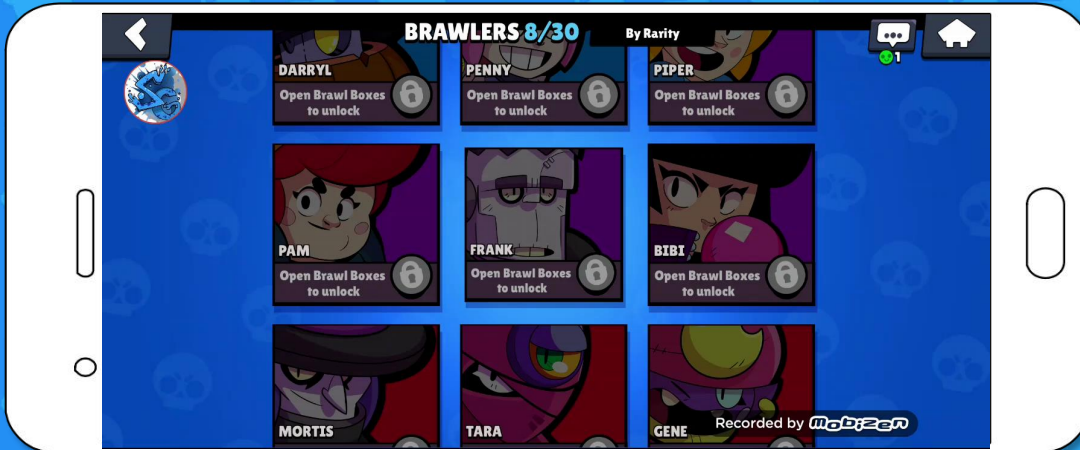 BRAWLERS 8/30
By Rarity
1
DARRYL
PENNY
PIPER
Open Brawl Boxes
to unlock
Open Brawl Boxes
to unlock
Open Brawl Boxes
to unlock
PAM
FRANK
BIBI
Open Brawl Boxes
to unlock
Open Brawl Boxes
to unlock
Open Brawl Boxes
to unlock
MORTIS
TARA
GENE
Recorded by mobizen